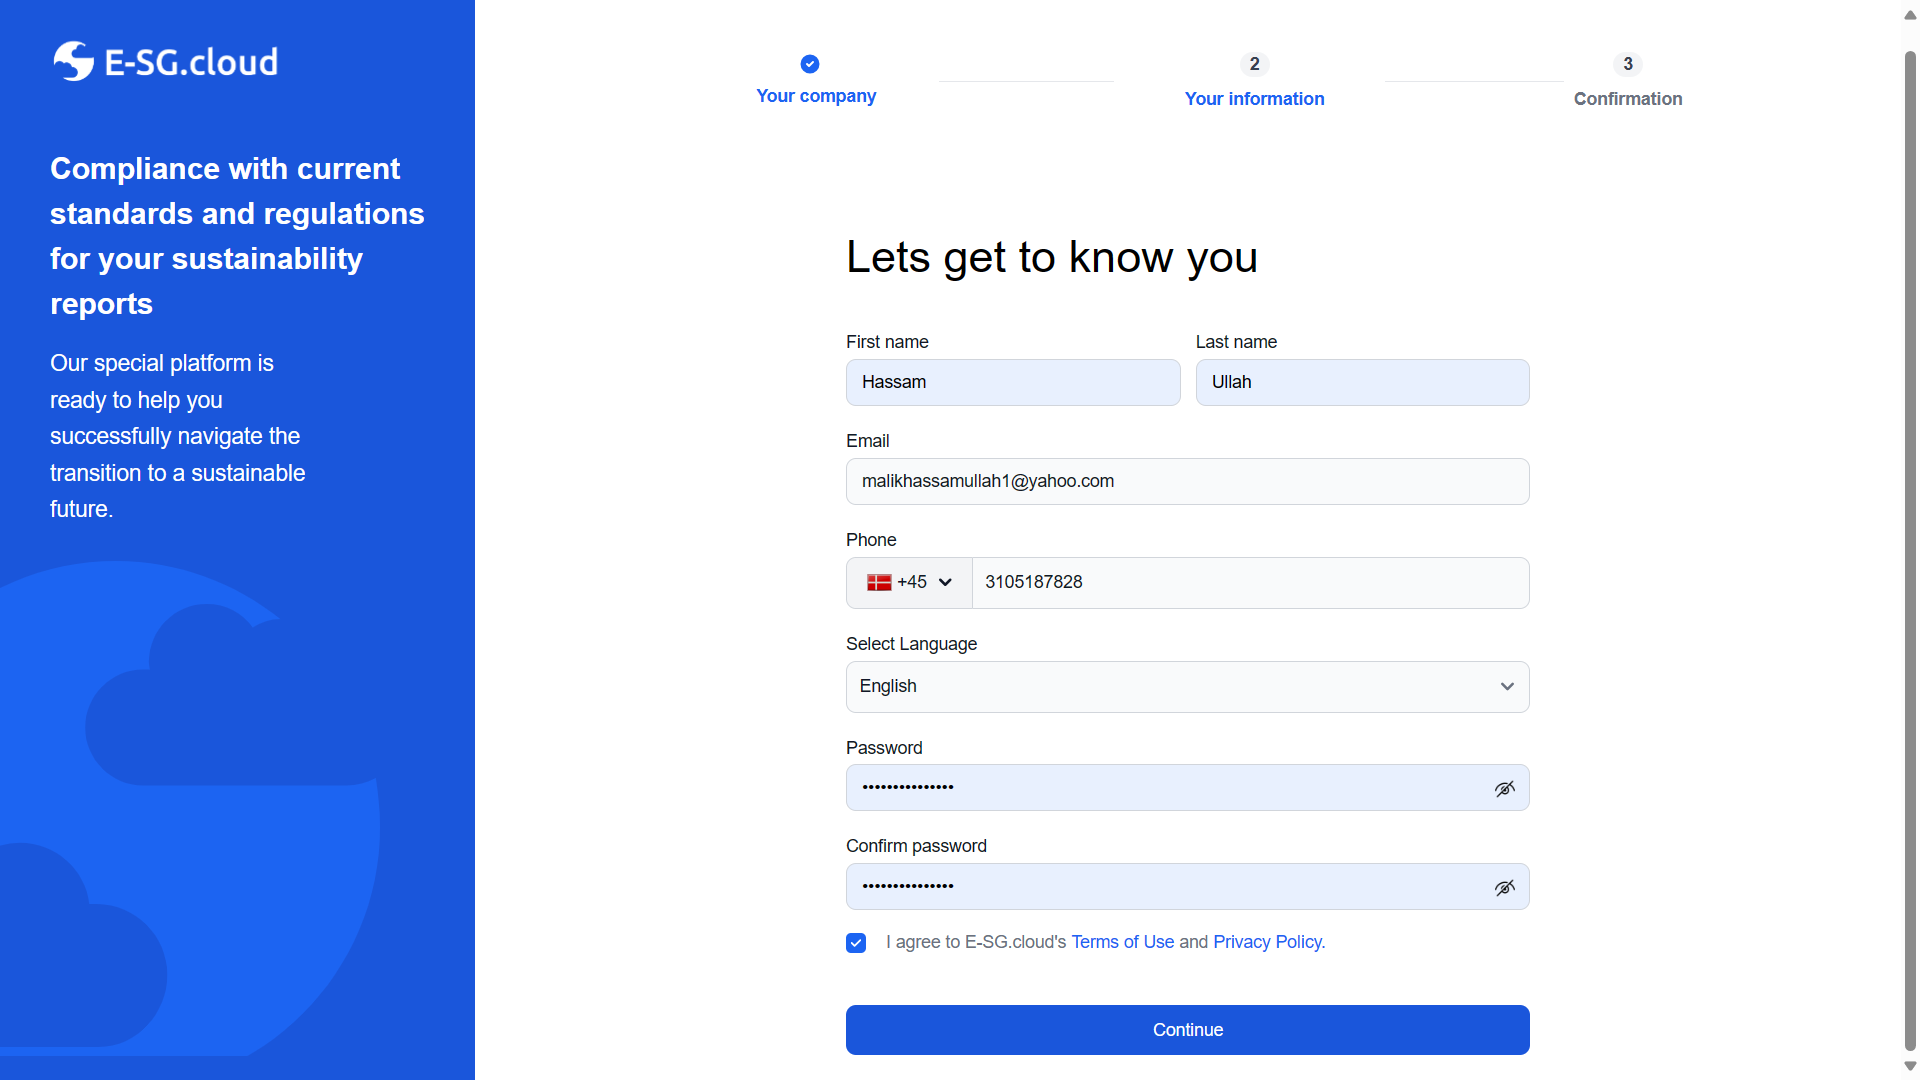 E-SG.cloud
Compliance with current
standards and regulations
for your sustainability
reports
Our special platform is
ready to help you
successfully navigate the
transition to a sustainable
future.
Your company
2
Your information
3
Confirmation
Lets get to know you
First name
Last name
Hassam
Ullah
Email
malikhassamullah1@yahoo.com
Phone
+45
3105187828
Select Language
English
Password
•••••••••••••••
Confirm password
•••••••••••••••
I agree to E-SG.cloud's Terms of Use and Privacy Policy.
Continue